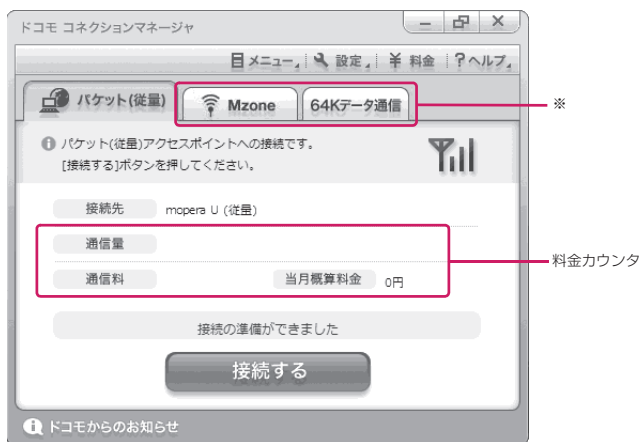 ドコモ コネクションマネージャ
メニュー 設定 ¥ 料金 ? ヘルプ
パケット(従量) Mzone 64Kデータ通信
※
パケット(従量)アクセスポイントへの接続です。
[接続する]ボタンを押してください。
接続先 mopera U (従量)
通信量
料金カウンタ
通信料 当月概算料金 0円
接続の準備ができました
接続する
ドコモからのお知らせ